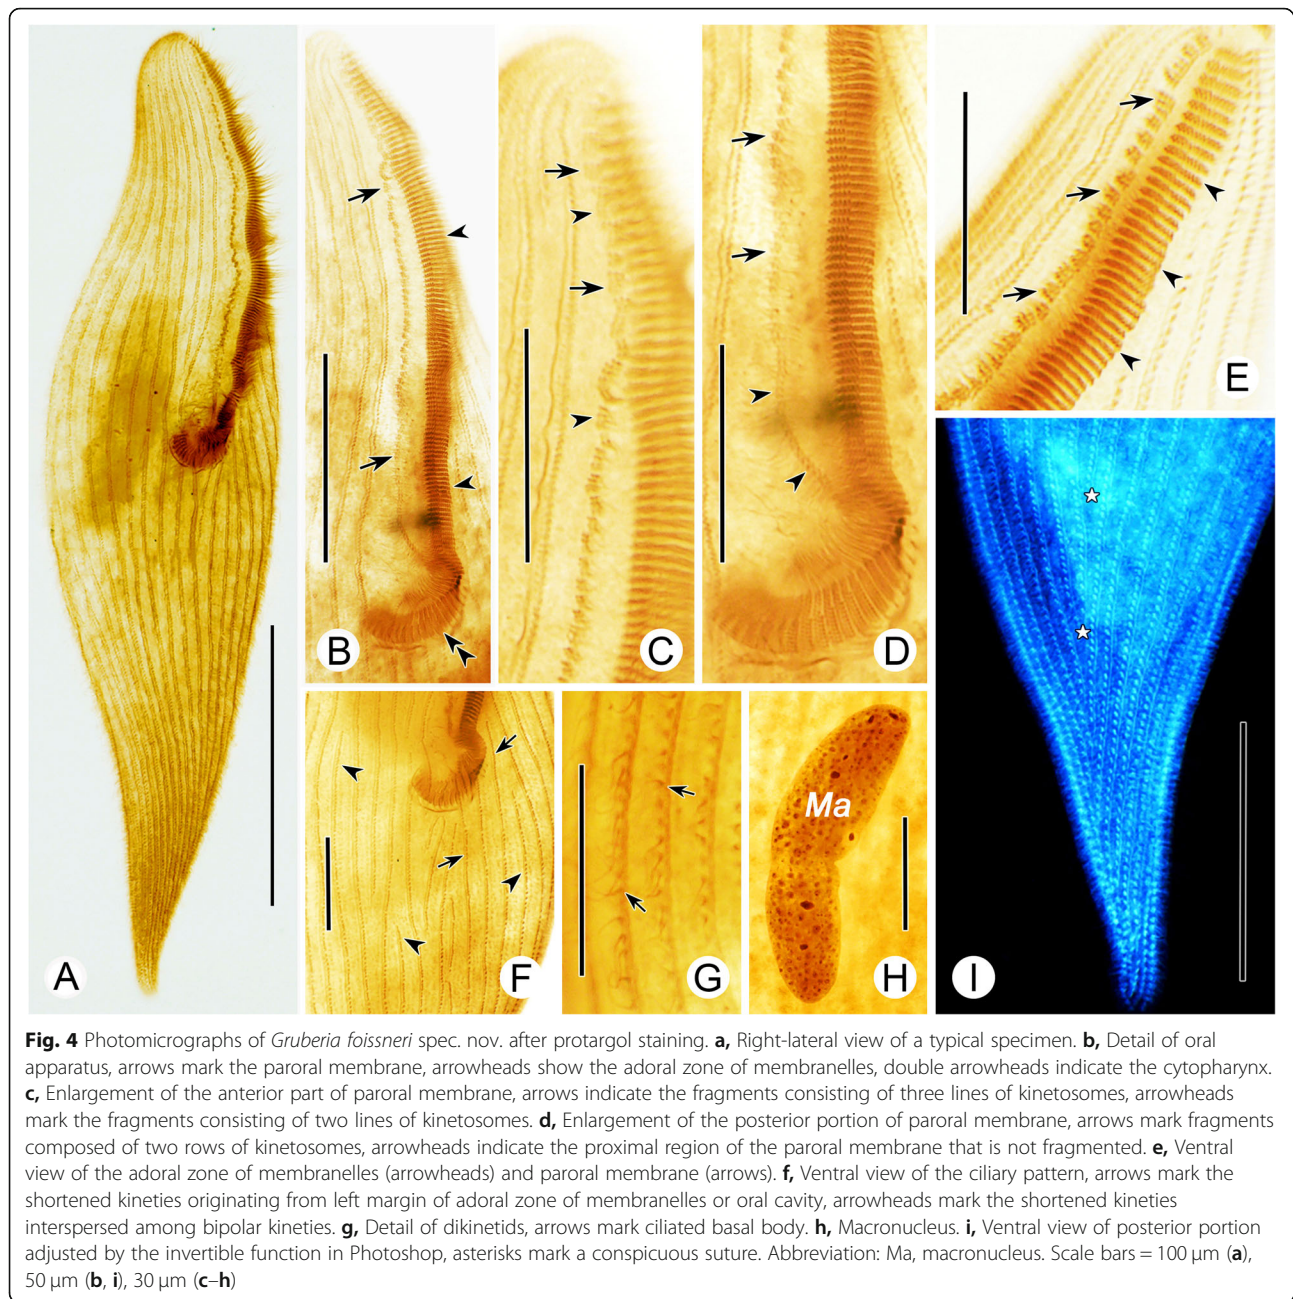 A
B
C
D
E
F
G
Ma
H
I
Fig. 4 Photomicrographs of Gruberia foissneri spec. nov. after protargol staining. a, Right-lateral view of a typical specimen. b, Detail of oral
apparatus, arrows mark the paroral membrane, arrowheads show the adoral zone of membranelles, double arrowheads indicate the cytopharynx.
c, Enlargement of the anterior part of paroral membrane, arrows indicate the fragments consisting of three lines of kinetosomes, arrowheads
mark the fragments consisting of two lines of kinetosomes. d, Enlargement of the posterior portion of paroral membrane, arrows mark fragments
composed of two rows of kinetosomes, arrowheads indicate the proximal region of the paroral membrane that is not fragmented. e, Ventral
view of the adoral zone of membranelles (arrowheads) and paroral membrane (arrows). f, Ventral view of the ciliary pattern, arrows mark the
shortened kineties originating from left margin of adoral zone of membranelles or oral cavity, arrowheads mark the shortened kineties
interspersed among bipolar kineties. g, Detail of dikinetids, arrows mark ciliated basal body. h, Macronucleus. i, Ventral view of posterior portion
adjusted by the invertible function in Photoshop, asterisks mark a conspicuous suture. Abbreviation: Ma, macronucleus. Scale bars = 100 μm (a),
50 μm (b, i), 30 μm (c–h)